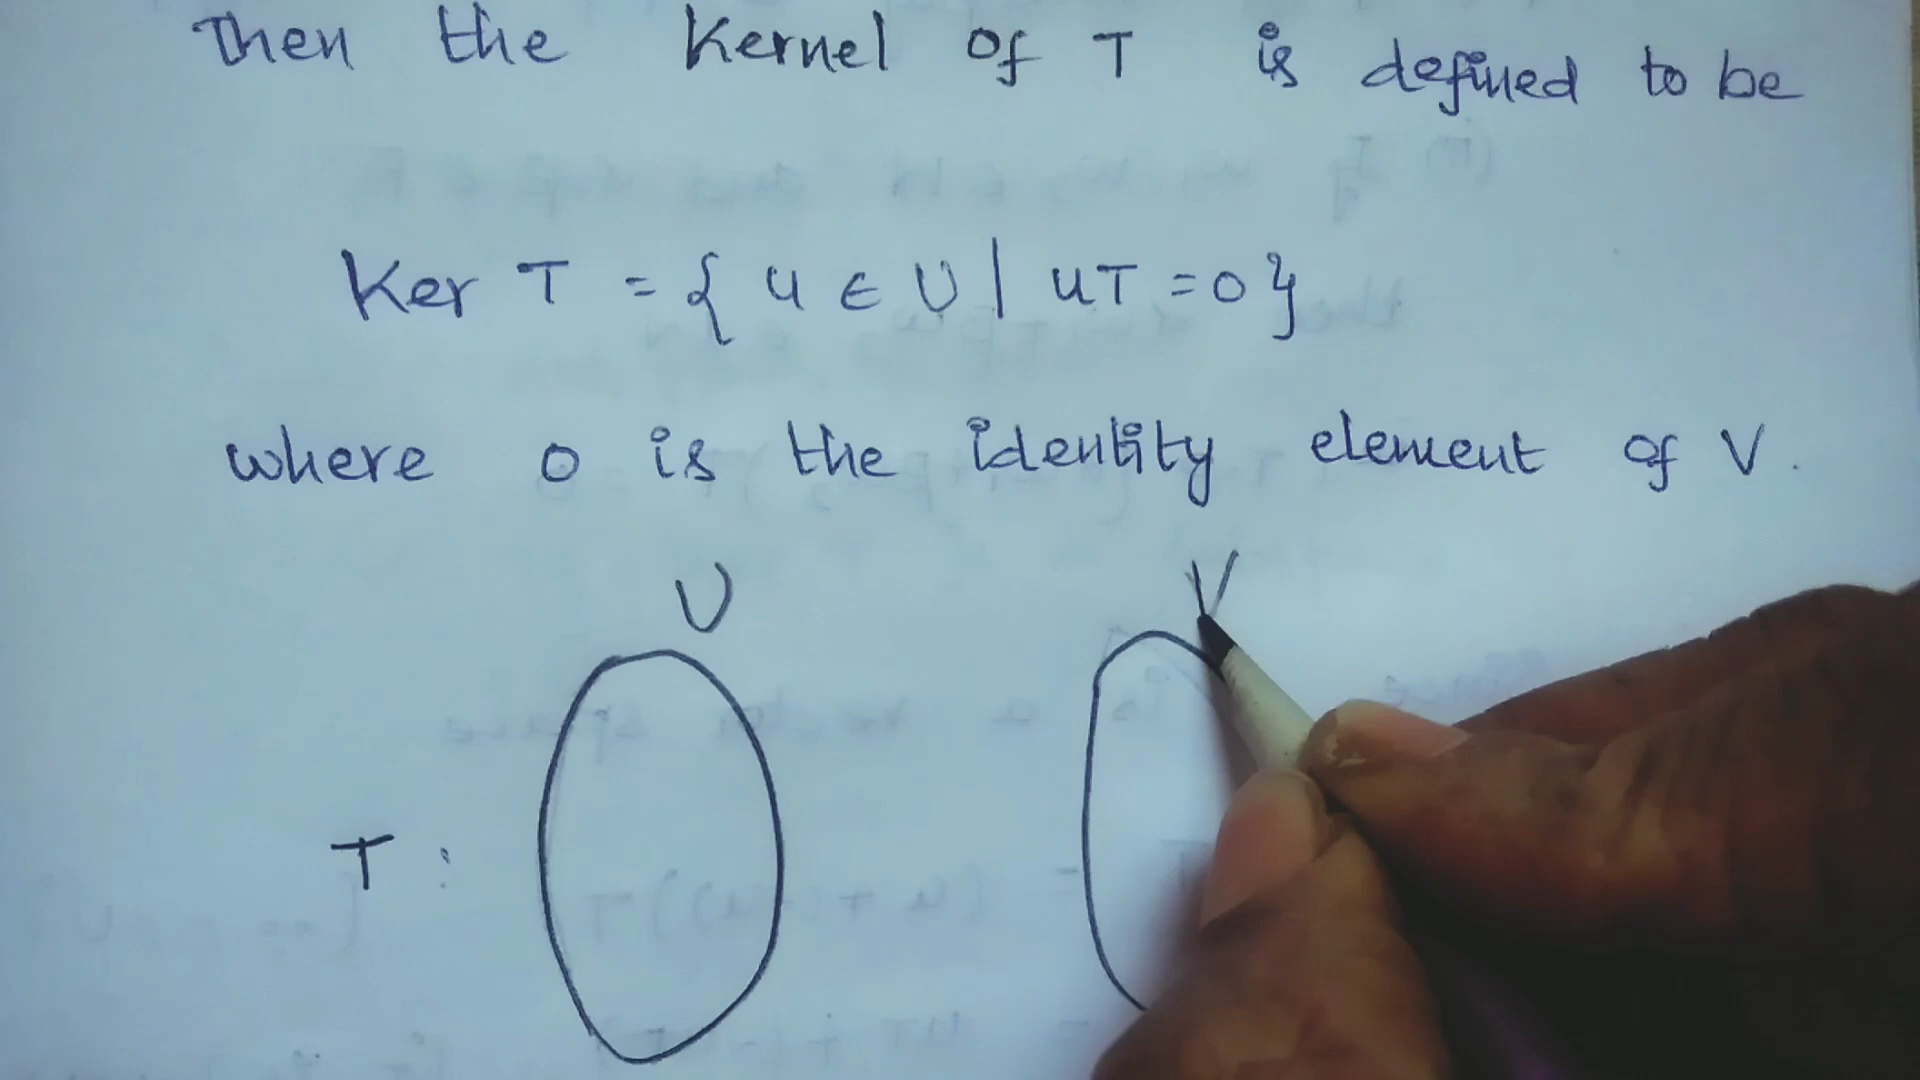 Then the Kernel of T is defined to be
Ker T = { u ∈ U | uT = 0 }
where 0 is the identity element of V.
U V
T :